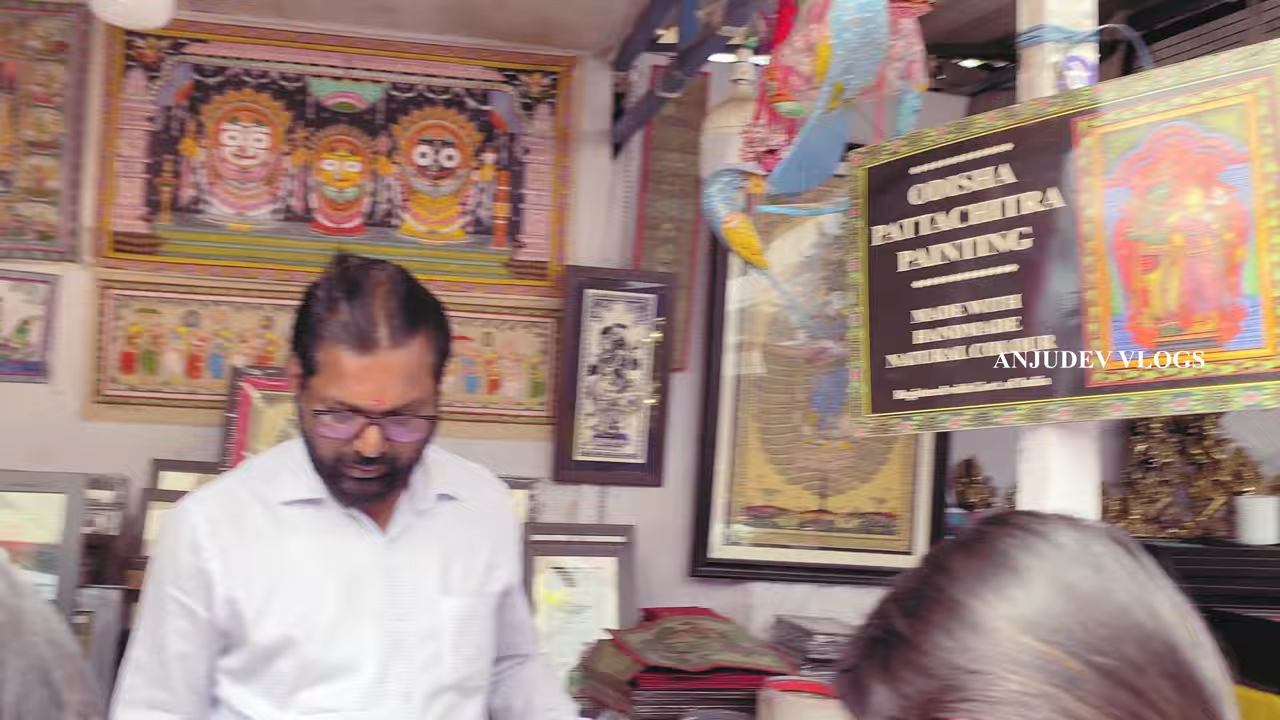 ODISHA
PATTACHITRA
PAINTING
MADE WITH
HANDMADE
NATURAL COLOUR
ANJUDEV VLOGS